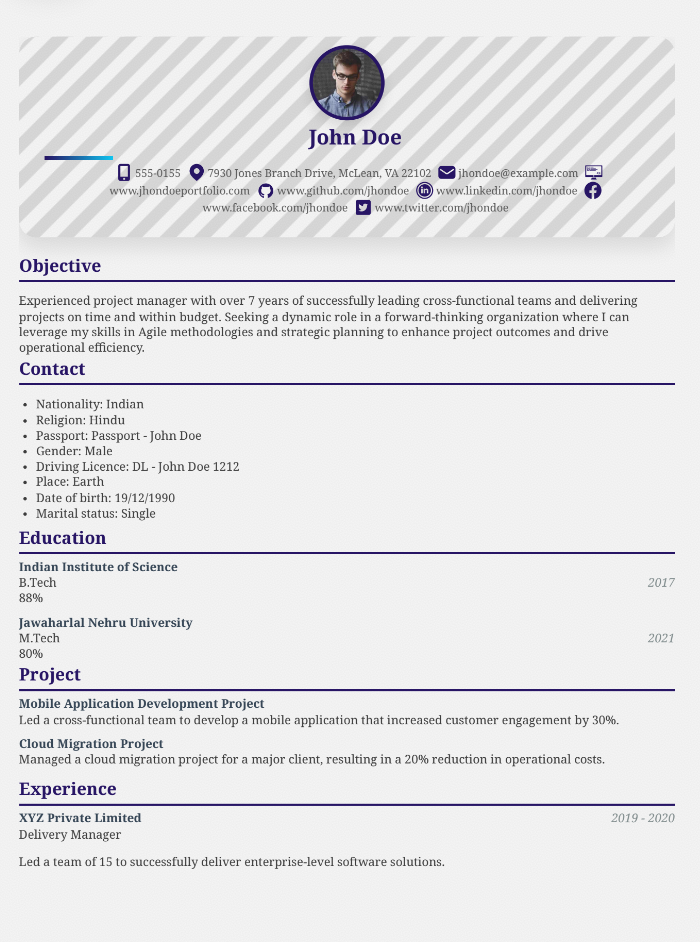 John Doe
555-0155 7930 Jones Branch Drive, McLean, VA 22102 jhondoe@example.com
www.jhondoeportfolio.com www.github.com/jhondoe www.linkedin.com/jhondoe
www.facebook.com/jhondoe www.twitter.com/jhondoe
Objective
Experienced project manager with over 7 years of successfully leading cross-functional teams and delivering
projects on time and within budget. Seeking a dynamic role in a forward-thinking organization where I can
leverage my skills in Agile methodologies and strategic planning to enhance project outcomes and drive
operational efficiency.
Contact
• Nationality: Indian
• Religion: Hindu
• Passport: Passport - John Doe
• Gender: Male
• Driving Licence: DL - John Doe 1212
• Place: Earth
• Date of birth: 19/12/1990
• Marital status: Single
Education
Indian Institute of Science
B.Tech 2017
88%
Jawaharlal Nehru University
M.Tech 2021
80%
Project
Mobile Application Development Project
Led a cross-functional team to develop a mobile application that increased customer engagement by 30%.
Cloud Migration Project
Managed a cloud migration project for a major client, resulting in a 20% reduction in operational costs.
Experience
XYZ Private Limited 2019 - 2020
Delivery Manager
Led a team of 15 to successfully deliver enterprise-level software solutions.